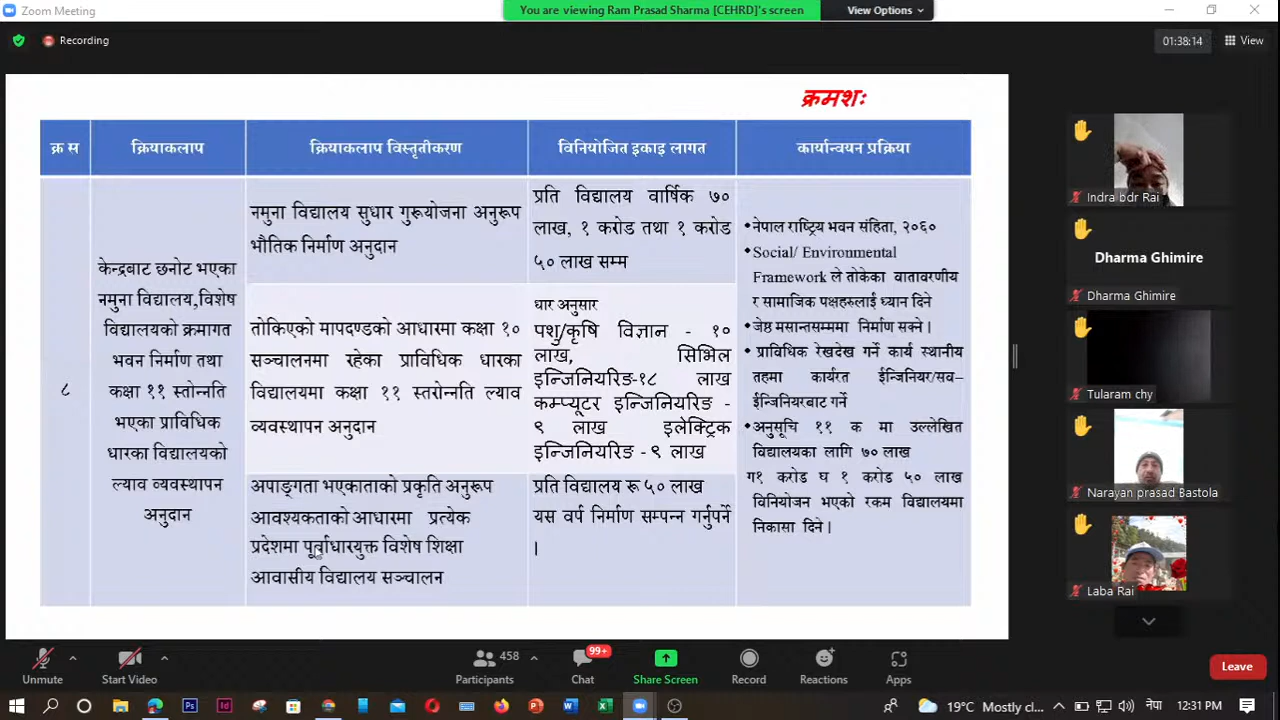 Zoom Meeting
You are viewing Ram Prasad Sharma [CEHRD]'s screen
View Options
Recording
01:38:14
View
क्रमशः
क्र स
क्रियाकलाप
क्रियाकलाप विस्तृतीकरण
विनियोजित इकाइ लागत
कार्यान्वयन प्रक्रिया
८
केन्द्रबाट छनोट भएका
नमुना विद्यालय,विशेष
विद्यालयको क्रमागत
भवन निर्माण तथा
कक्षा ११ स्तोन्नति
भएका प्राविधिक
धारका विद्यालयको
ल्याव व्यवस्थापन
अनुदान
नमुना विद्यालय सुधार गुरूयोजना अनुरूप
भौतिक निर्माण अनुदान
प्रति विद्यालय वार्षिक ७०
लाख, १ करोड तथा १ करोड
५० लाख सम्म
तोकिएको मापदण्डको आधारमा कक्षा १०
सञ्चालनमा रहेका प्राविधिक धारका
विद्यालयमा कक्षा ११ स्तरोन्नति ल्याव
व्यवस्थापन अनुदान
धार अनुसार
पशु/कृषि विज्ञान - १०
लाख, सिभिल
इन्जिनियरिङ-१८ लाख
कम्प्यूटर इन्जिनियरिङ -
९ लाख इलेक्ट्रिक
इन्जिनियरिङ - ९ लाख
अपाङ्गता भएकाताको प्रकृति अनुरूप
आवश्यकताको आधारमा प्रत्येक
प्रदेशमा पूर्वाधारयुक्त विशेष शिक्षा
आवासीय विद्यालय सञ्चालन
प्रति विद्यालय रू ५० लाख
यस वर्ष निर्माण सम्पन्न गर्नुपर्ने
।
•नेपाल राष्ट्रिय भवन संहिता, २०६०
•Social/ Environmental
Framework ले तोकेका वातावरणीय
र सामाजिक पक्षहरुलाई ध्यान दिने
•जेष्ठ मसान्तसम्ममा निर्माण सक्ने।
• प्राविधिक रेखदेख गर्ने कार्य स्थानीय
तहमा कार्यरत ईन्जिनियर/सव–
ईन्जिनियरबाट गर्ने
•अनुसूचि ११ क मा उल्लेखित
विद्यालयका लागि ७० लाख
ग१ करोड घ १ करोड ५० लाख
विनियोजन भएको रकम विद्यालयमा
निकासा दिने।
Indra bdr Rai
Dharma Ghimire
Dharma Ghimire
Tularam chy
Narayan prasad Bastola
Laba Rai
Unmute
Start Video
458
Participants
99+
Chat
Share Screen
Record
Reactions
Apps
Leave
19°C Mostly cl...
नेपा
12:31 PM